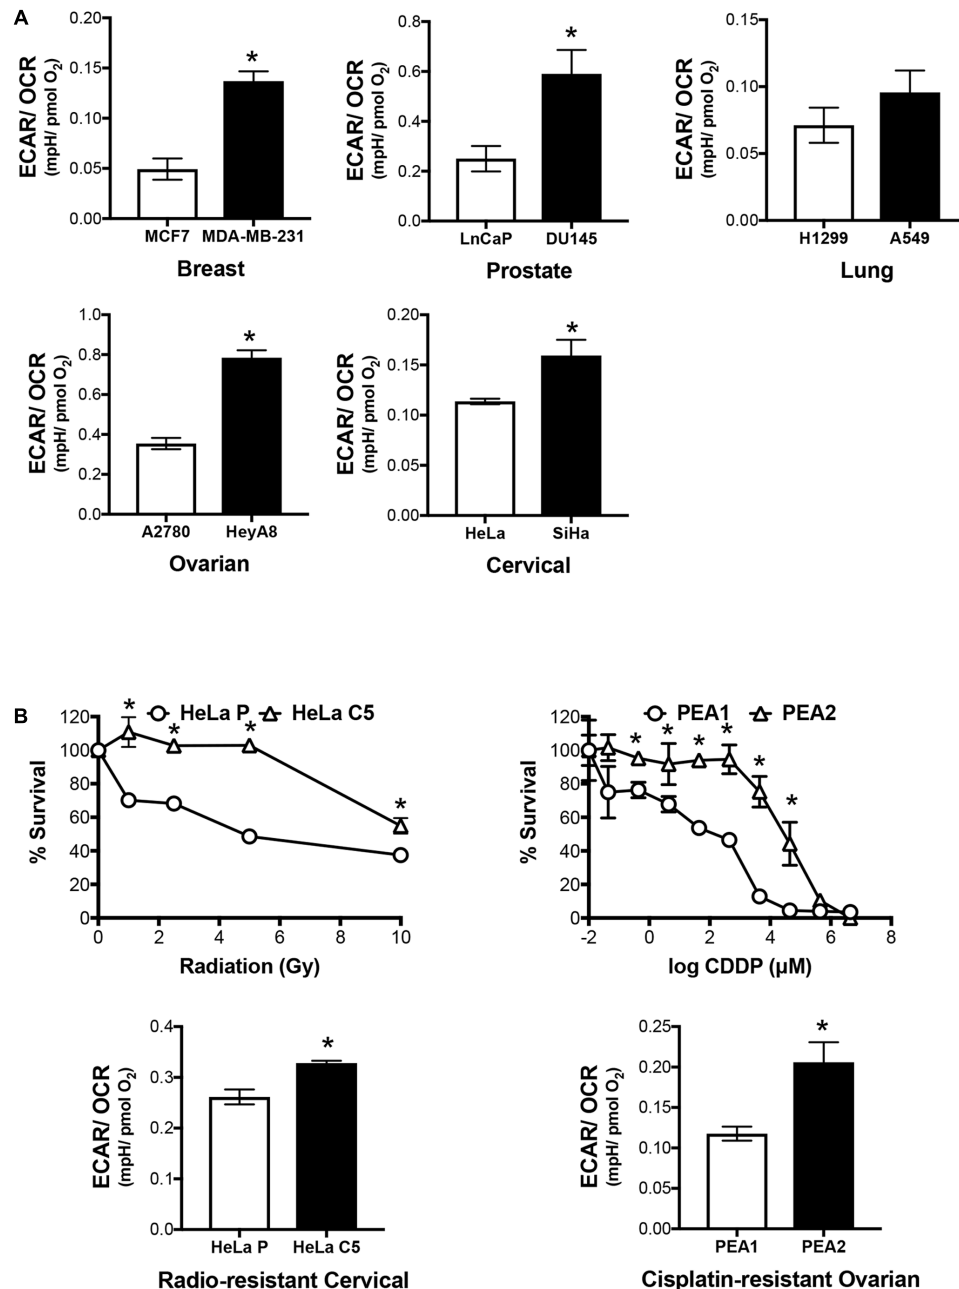 A
ECAR/ OCR
(mpH/ pmol O2)
0.20
0.15
0.10
0.05
0.00
*
MCF7 MDA-MB-231
Breast
ECAR/ OCR
(mpH/ pmol O2)
0.8
0.6
0.4
0.2
0.0
*
LnCaP DU145
Prostate
ECAR/ OCR
(mpH/ pmol O2)
0.15
0.10
0.05
0.00
H1299 A549
Lung
ECAR/ OCR
(mpH/ pmol O2)
1.0
0.8
0.6
0.4
0.2
0.0
*
A2780 HeyA8
Ovarian
ECAR/ OCR
(mpH/ pmol O2)
0.20
0.15
0.10
0.05
0.00
*
HeLa SiHa
Cervical
B
% Survival
120
100
80
60
40
20
0
HeLa P HeLa C5
* * * *
0 2 4 6 8 10
Radiation (Gy)
% Survival
120
100
80
60
40
20
0
PEA1 PEA2
* * * * * *
-2 0 2 4 6 8
log CDDP (µM)
ECAR/ OCR
(mpH/ pmol O2)
0.4
0.3
0.2
0.1
0.0
*
HeLa P HeLa C5
Radio-resistant Cervical
ECAR/ OCR
(mpH/ pmol O2)
0.25
0.20
0.15
0.10
0.05
0.00
*
PEA1 PEA2
Cisplatin-resistant Ovarian